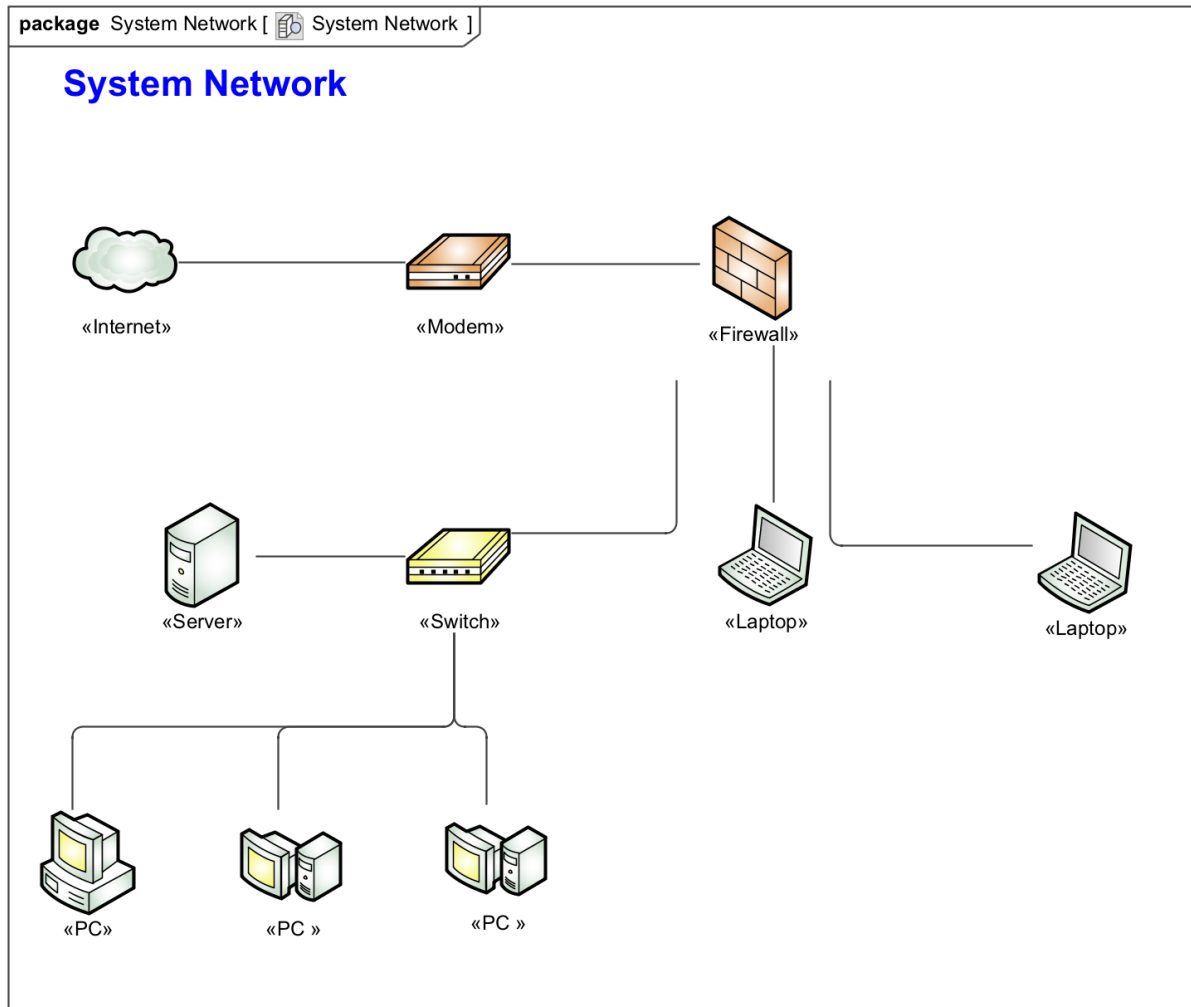 package System Network [ System Network ]
System Network
«Internet»
«Modem»
«Firewall»
«Server»
«Switch»
«Laptop»
«Laptop»
«PC»
«PC »
«PC »